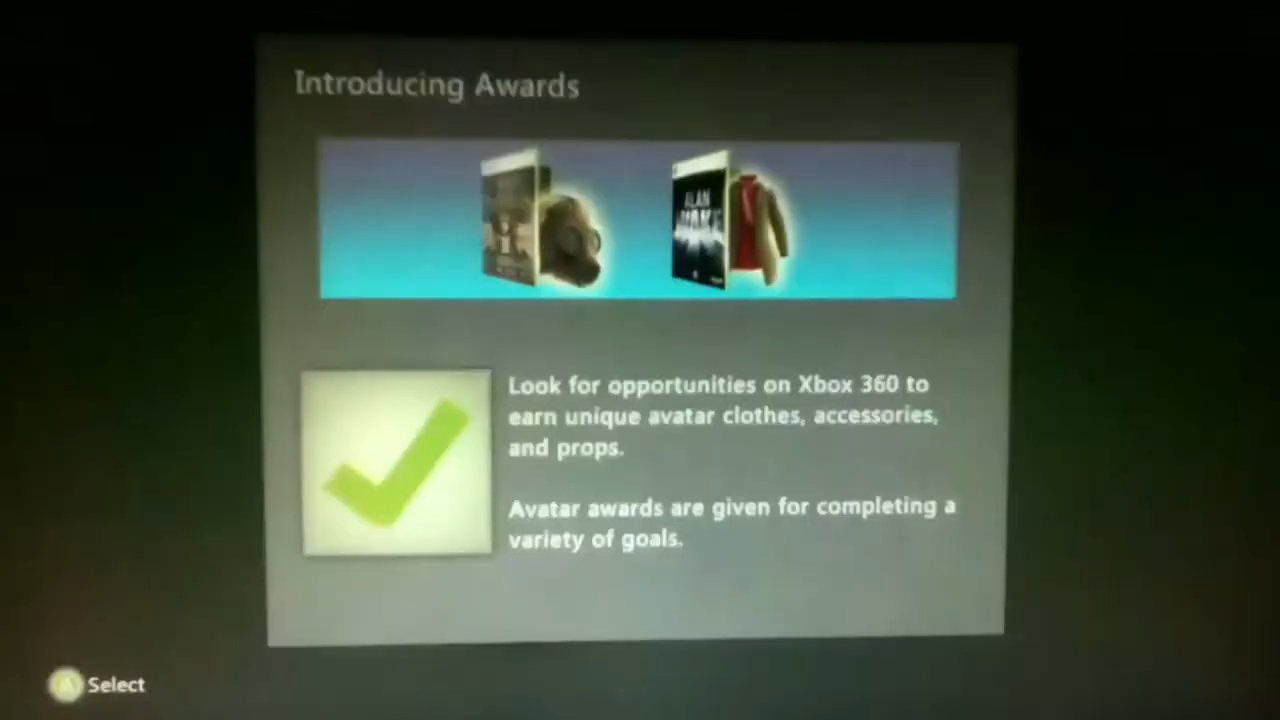 Introducing Awards
ALAN
WAKE
Look for opportunities on Xbox 360 to
earn unique avatar clothes, accessories,
and props.
Avatar awards are given for completing a
variety of goals.
A Select